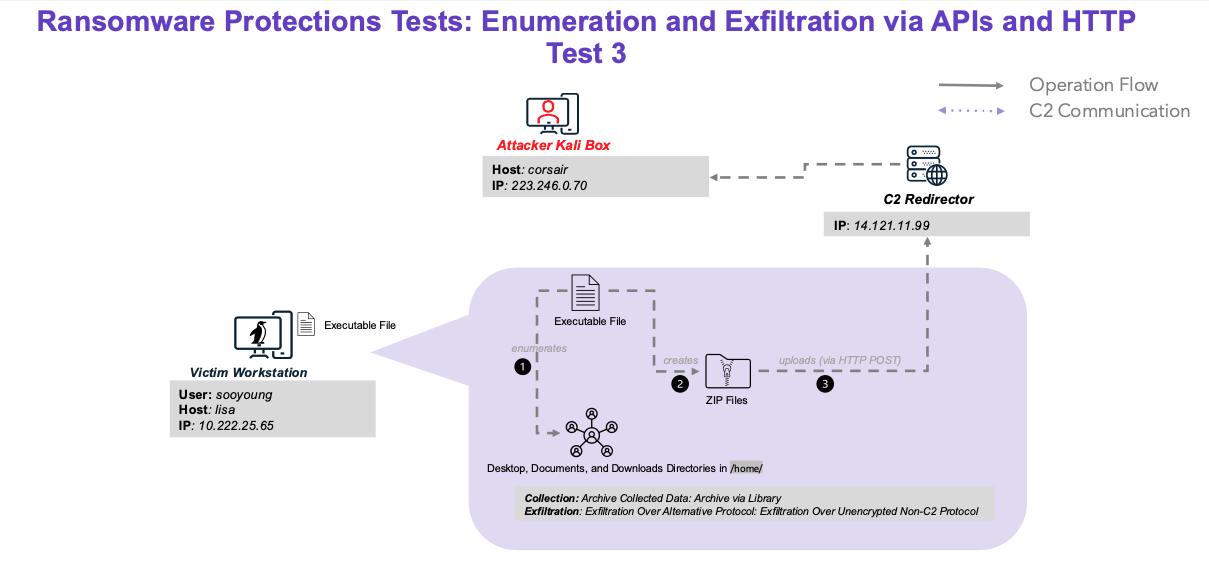 Ransomware Protections Tests: Enumeration and Exfiltration via APIs and HTTP
Test 3
Operation Flow
C2 Communication
Attacker Kali Box
Host: corsair
IP: 223.246.0.70
C2 Redirector
IP: 14.121.11.99
Executable File
Victim Workstation
User: sooyoung
Host: lisa
IP: 10.222.25.65
Executable File
enumerates
1
creates
2
ZIP Files
uploads (via HTTP POST)
3
Desktop, Documents, and Downloads Directories in /home/
Collection: Archive Collected Data: Archive via Library
Exfiltration: Exfiltration Over Alternative Protocol: Exfiltration Over Unencrypted Non-C2 Protocol